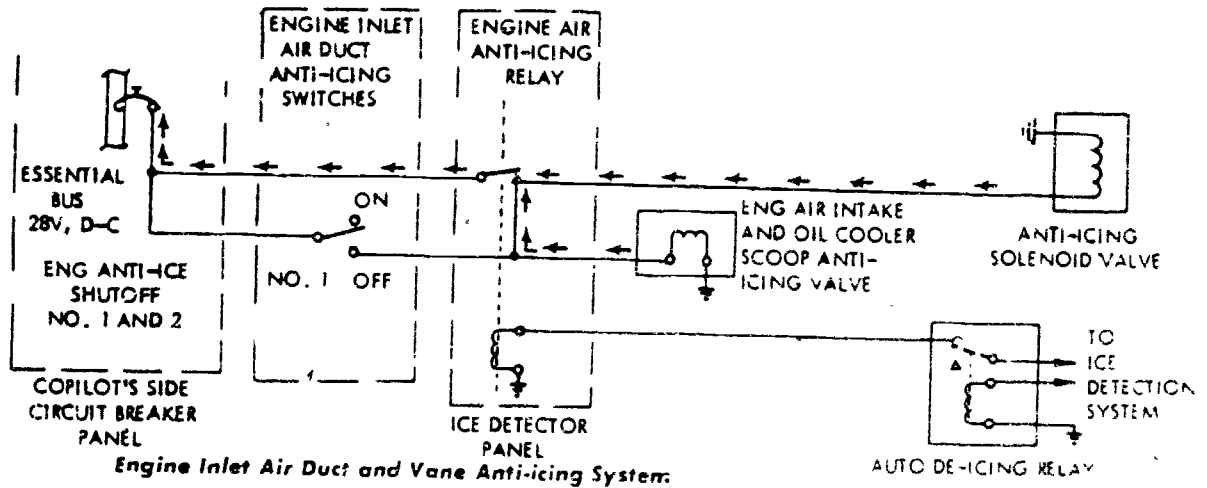 ENGINE INLET
AIR DUCT
ANTI-ICING
SWITCHES
ENGINE AIR
ANTI-ICING
RELAY
ESSENTIAL
BUS
28V, D-C
ENG ANTI-ICE
SHUTOFF
NO. 1 AND 2
ON
NO. 1 OFF
ENG AIR INTAKE
AND OIL COOLER
SCOOP ANTI-
ICING VALVE
ANTI-ICING
SOLENOID VALVE
TO
ICE
DETECTION
SYSTEM
COPILOT'S SIDE
CIRCUIT BREAKER
PANEL
ICE DETECTOR
PANEL
AUTO DE-ICING RELAY
Engine Inlet Air Duct and Vane Anti-icing System.